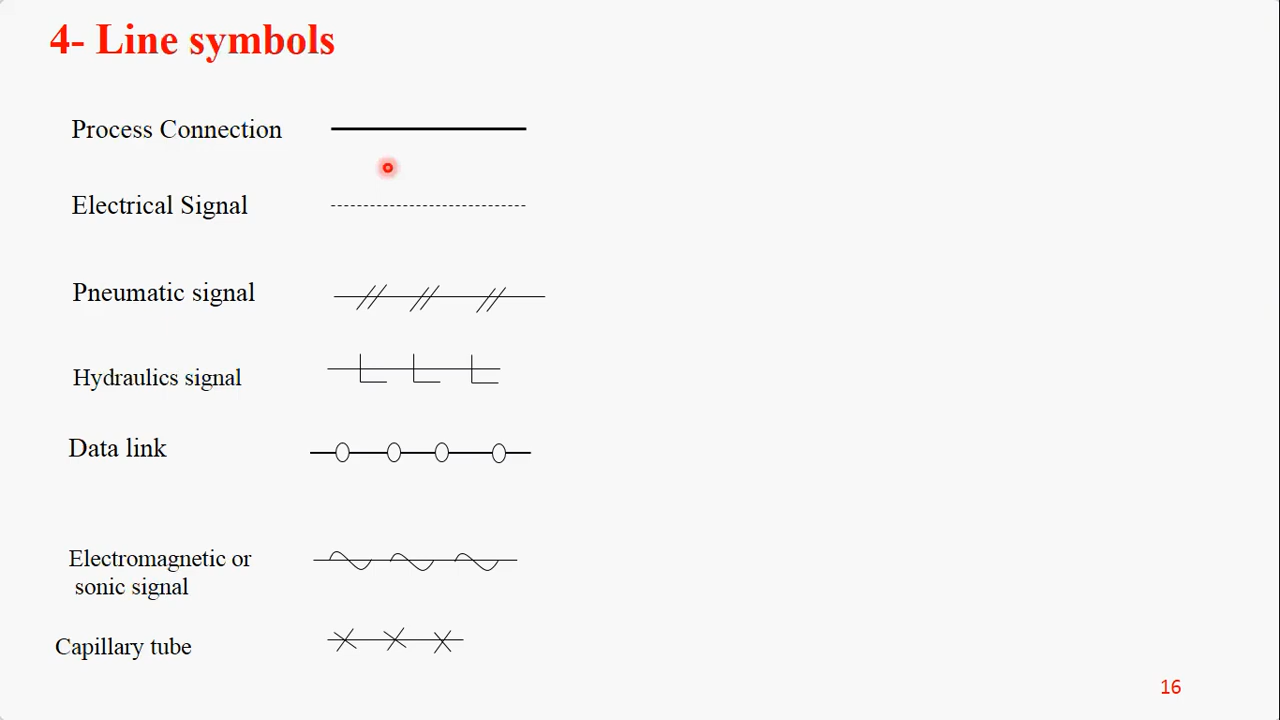 4- Line symbols
Process Connection
Electrical Signal
Pneumatic signal
Hydraulics signal
Data link
Electromagnetic or
sonic signal
Capillary tube
16